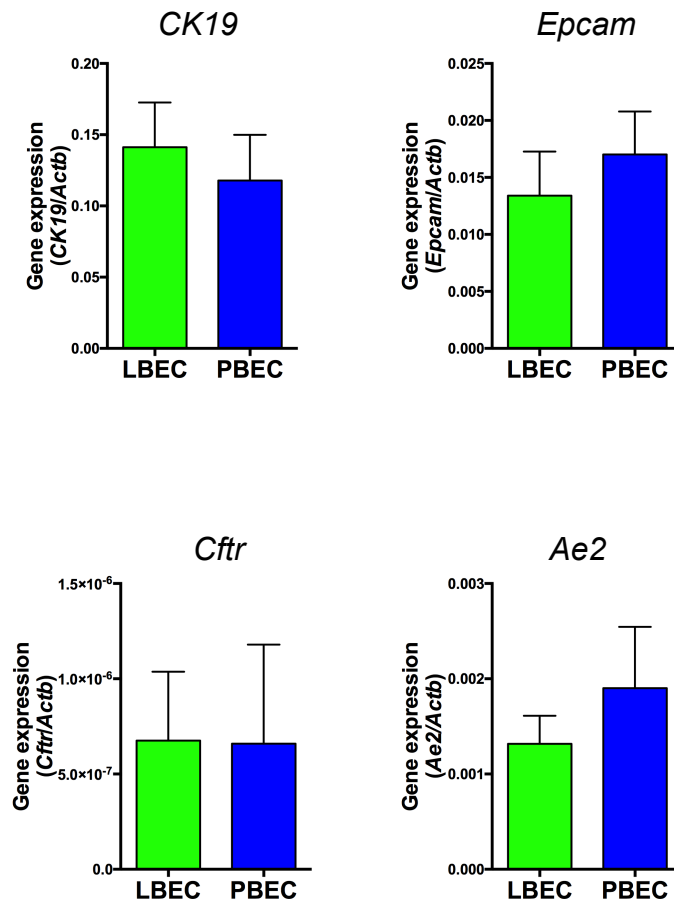 CK19
Gene expression
(CK19/Actb)
0.20
0.15
0.10
0.05
0.00
LBEC PBEC
Epcam
Gene expression
(Epcam/Actb)
0.025
0.020
0.015
0.010
0.005
0.000
LBEC PBEC
Cftr
Gene expression
(Cftr/Actb)
1.5×10⁻⁶
1.0×10⁻⁶
5.0×10⁻⁷
0.0
LBEC PBEC
Ae2
Gene expression
(Ae2/Actb)
0.003
0.002
0.001
0.000
LBEC PBEC